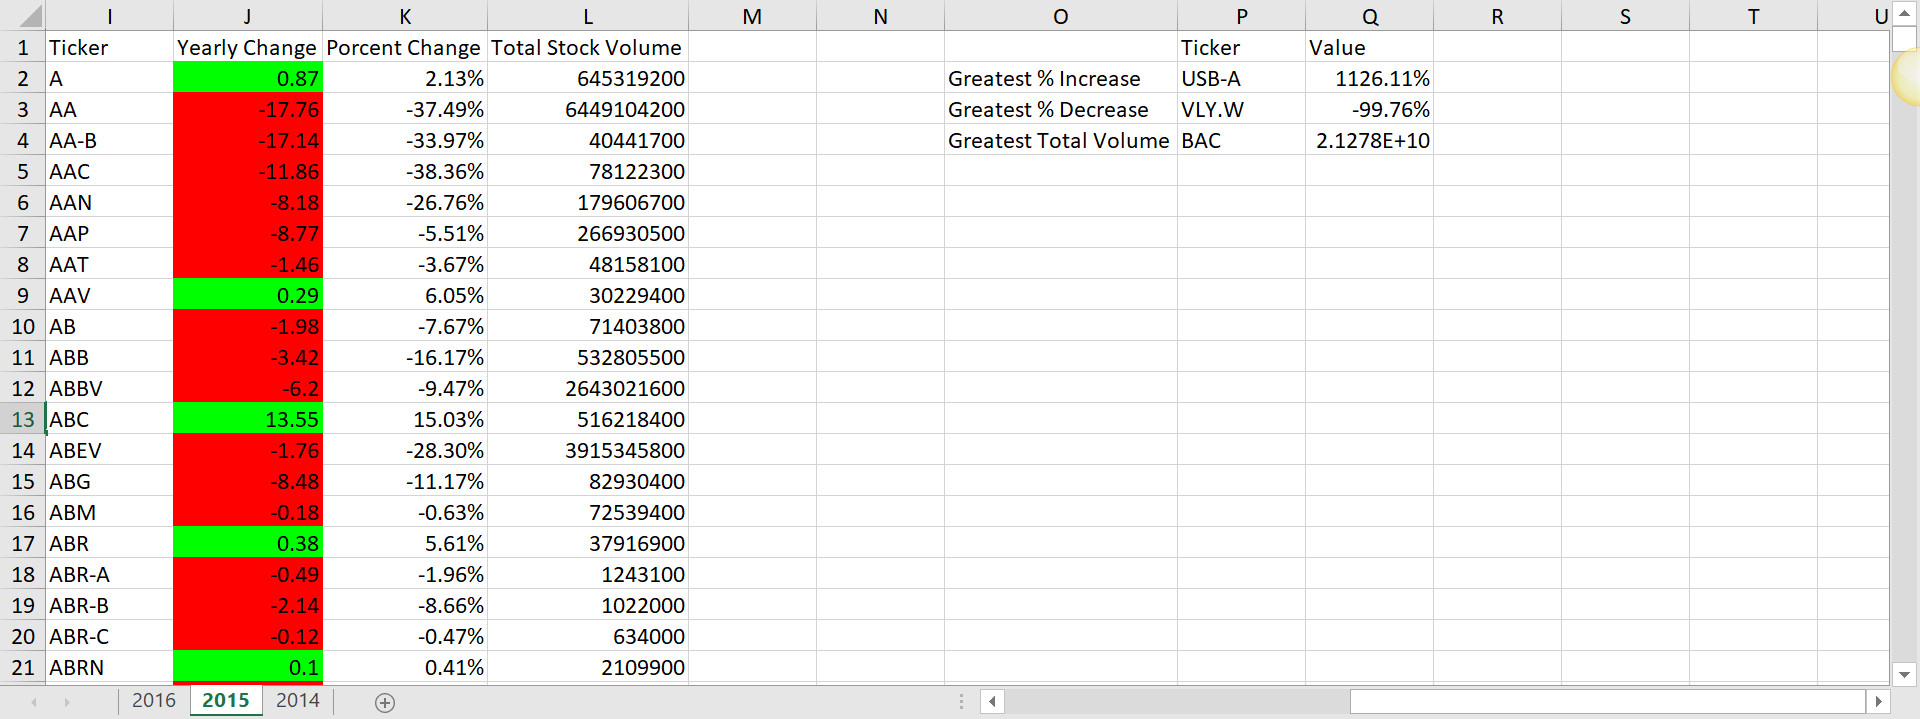 I J K L M N O P Q R S T U
1 Ticker Yearly Change Porcent Change Total Stock Volume Ticker Value
2 A 0.87 2.13% 645319200 Greatest % Increase USB-A 1126.11%
3 AA -17.76 -37.49% 6449104200 Greatest % Decrease VLY.W -99.76%
4 AA-B -17.14 -33.97% 40441700 Greatest Total Volume BAC 2.1278E+10
5 AAC -11.86 -38.36% 78122300
6 AAN -8.18 -26.76% 179606700
7 AAP -8.77 -5.51% 266930500
8 AAT -1.46 -3.67% 48158100
9 AAV 0.29 6.05% 30229400
10 AB -1.98 -7.67% 71403800
11 ABB -3.42 -16.17% 532805500
12 ABBV -6.2 -9.47% 2643021600
13 ABC 13.55 15.03% 516218400
14 ABEV -1.76 -28.30% 3915345800
15 ABG -8.48 -11.17% 82930400
16 ABM -0.18 -0.63% 72539400
17 ABR 0.38 5.61% 37916900
18 ABR-A -0.49 -1.96% 1243100
19 ABR-B -2.14 -8.66% 1022000
20 ABR-C -0.12 -0.47% 634000
21 ABRN 0.1 0.41% 2109900
2016 2015 2014